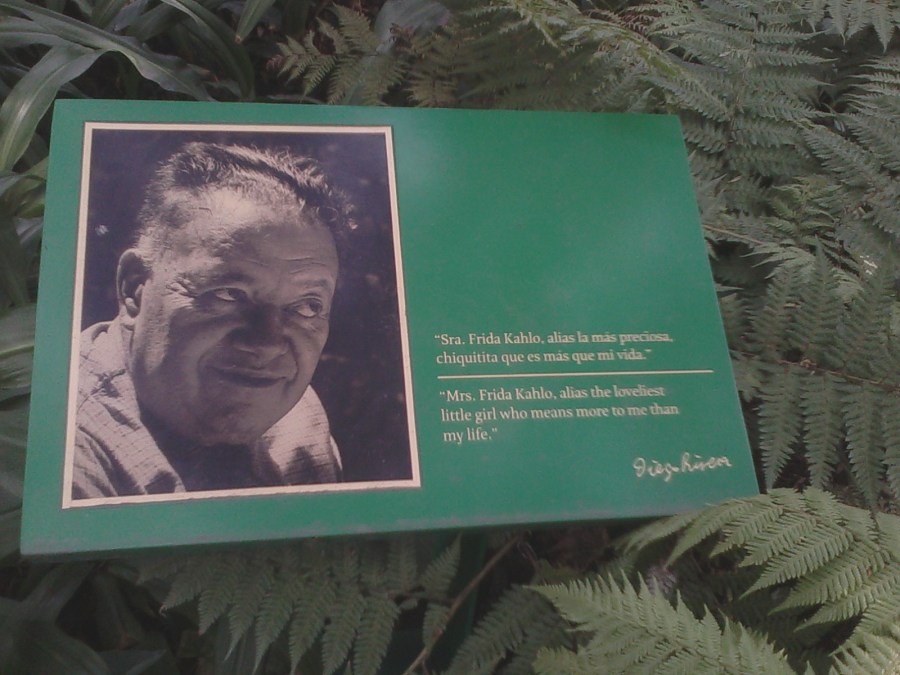 “Sra. Frida Kahlo, alias la más preciosa,
chiquitita que es más que mi vida.”
“Mrs. Frida Kahlo, alias the loveliest
little girl who means more to me than
my life.”
Diego Rivera